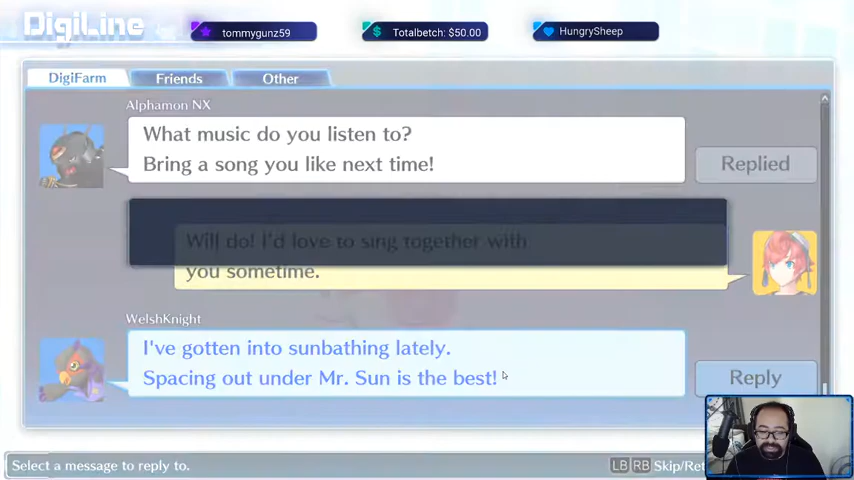 DigiLine
tommygunz59
Totalbetch: $50.00
HungrySheep
DigiFarm
Friends
Other
Alphamon NX
What music do you listen to?
Bring a song you like next time!
Replied
Will do! I'd love to sing together with
you sometime.
WelshKnight
I've gotten into sunbathing lately.
Spacing out under Mr. Sun is the best!
Reply
Select a message to reply to.
LB RB Skip/Ret